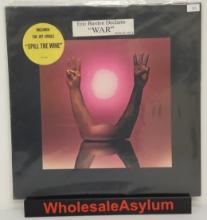 INCLUDES
THE HIT SINGLE
"SPILL THE WINE"
Eric Burdon Declares
"WAR"
WholesaleAsylum